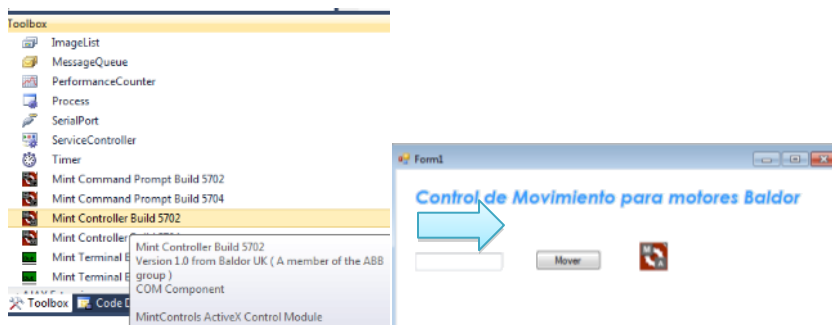 Toolbox
ImageList
MessageQueue
PerformanceCounter
Process
SerialPort
ServiceController
Timer
Mint Command Prompt Build 5702
Mint Command Prompt Build 5704
Mint Controller Build 5702
Mint Controller
Mint Terminal
Mint Terminal
Mint Controller Build 5702
Version 1.0 from Baldor UK ( A member of the ABB
group )
COM Component
MintControls ActiveX Control Module
Toolbox
Code
Form1
Control de Movimiento para motores Baldor
Mover